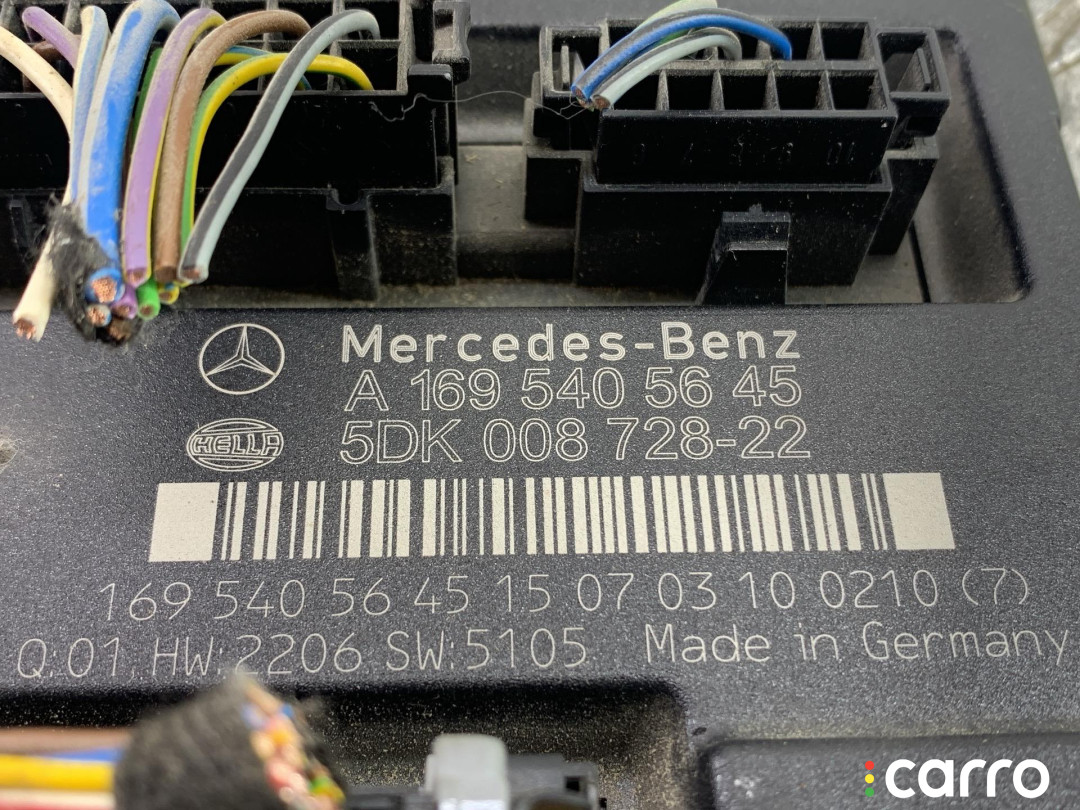 Mercedes-Benz
A 169 540 56 45
HELLA
5DK 008 728-22
169 540 56 45 15 07 03 10 0210 (7)
Q:01 HW:2206 SW:5105 Made in Germany
carro